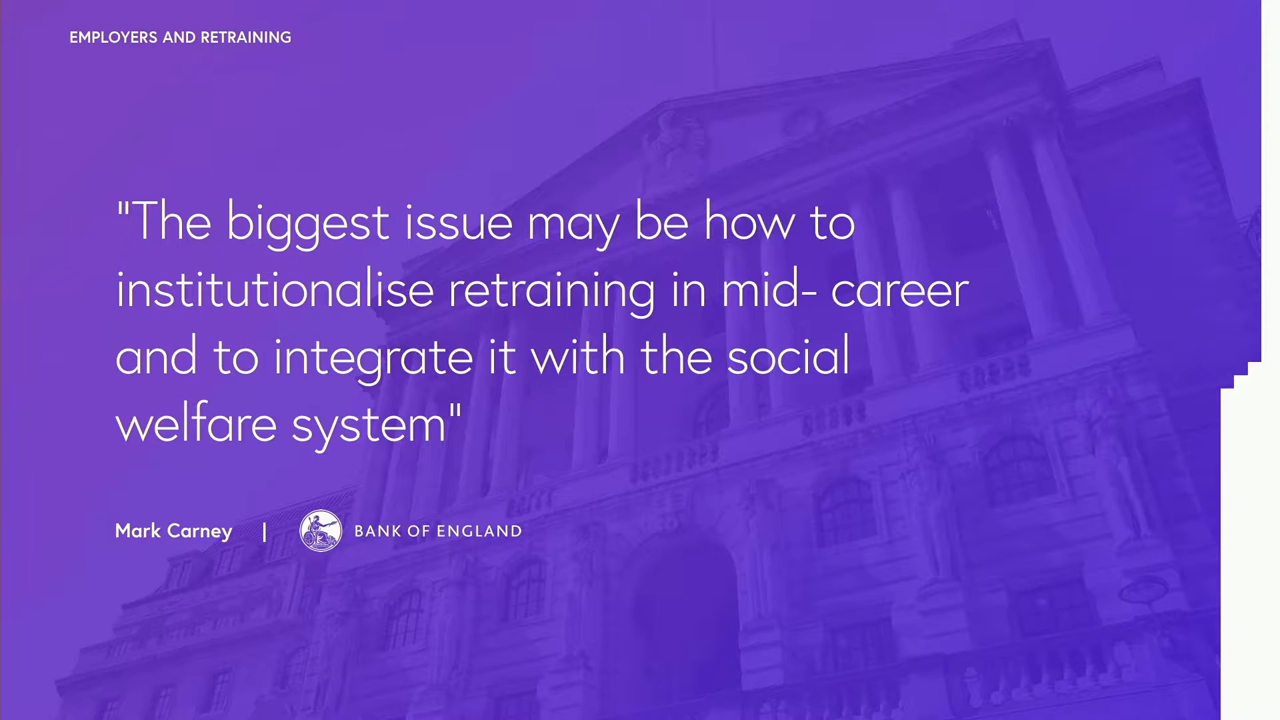 EMPLOYERS AND RETRAINING
"The biggest issue may be how to
institutionalise retraining in mid- career
and to integrate it with the social
welfare system"
Mark Carney | BANK OF ENGLAND